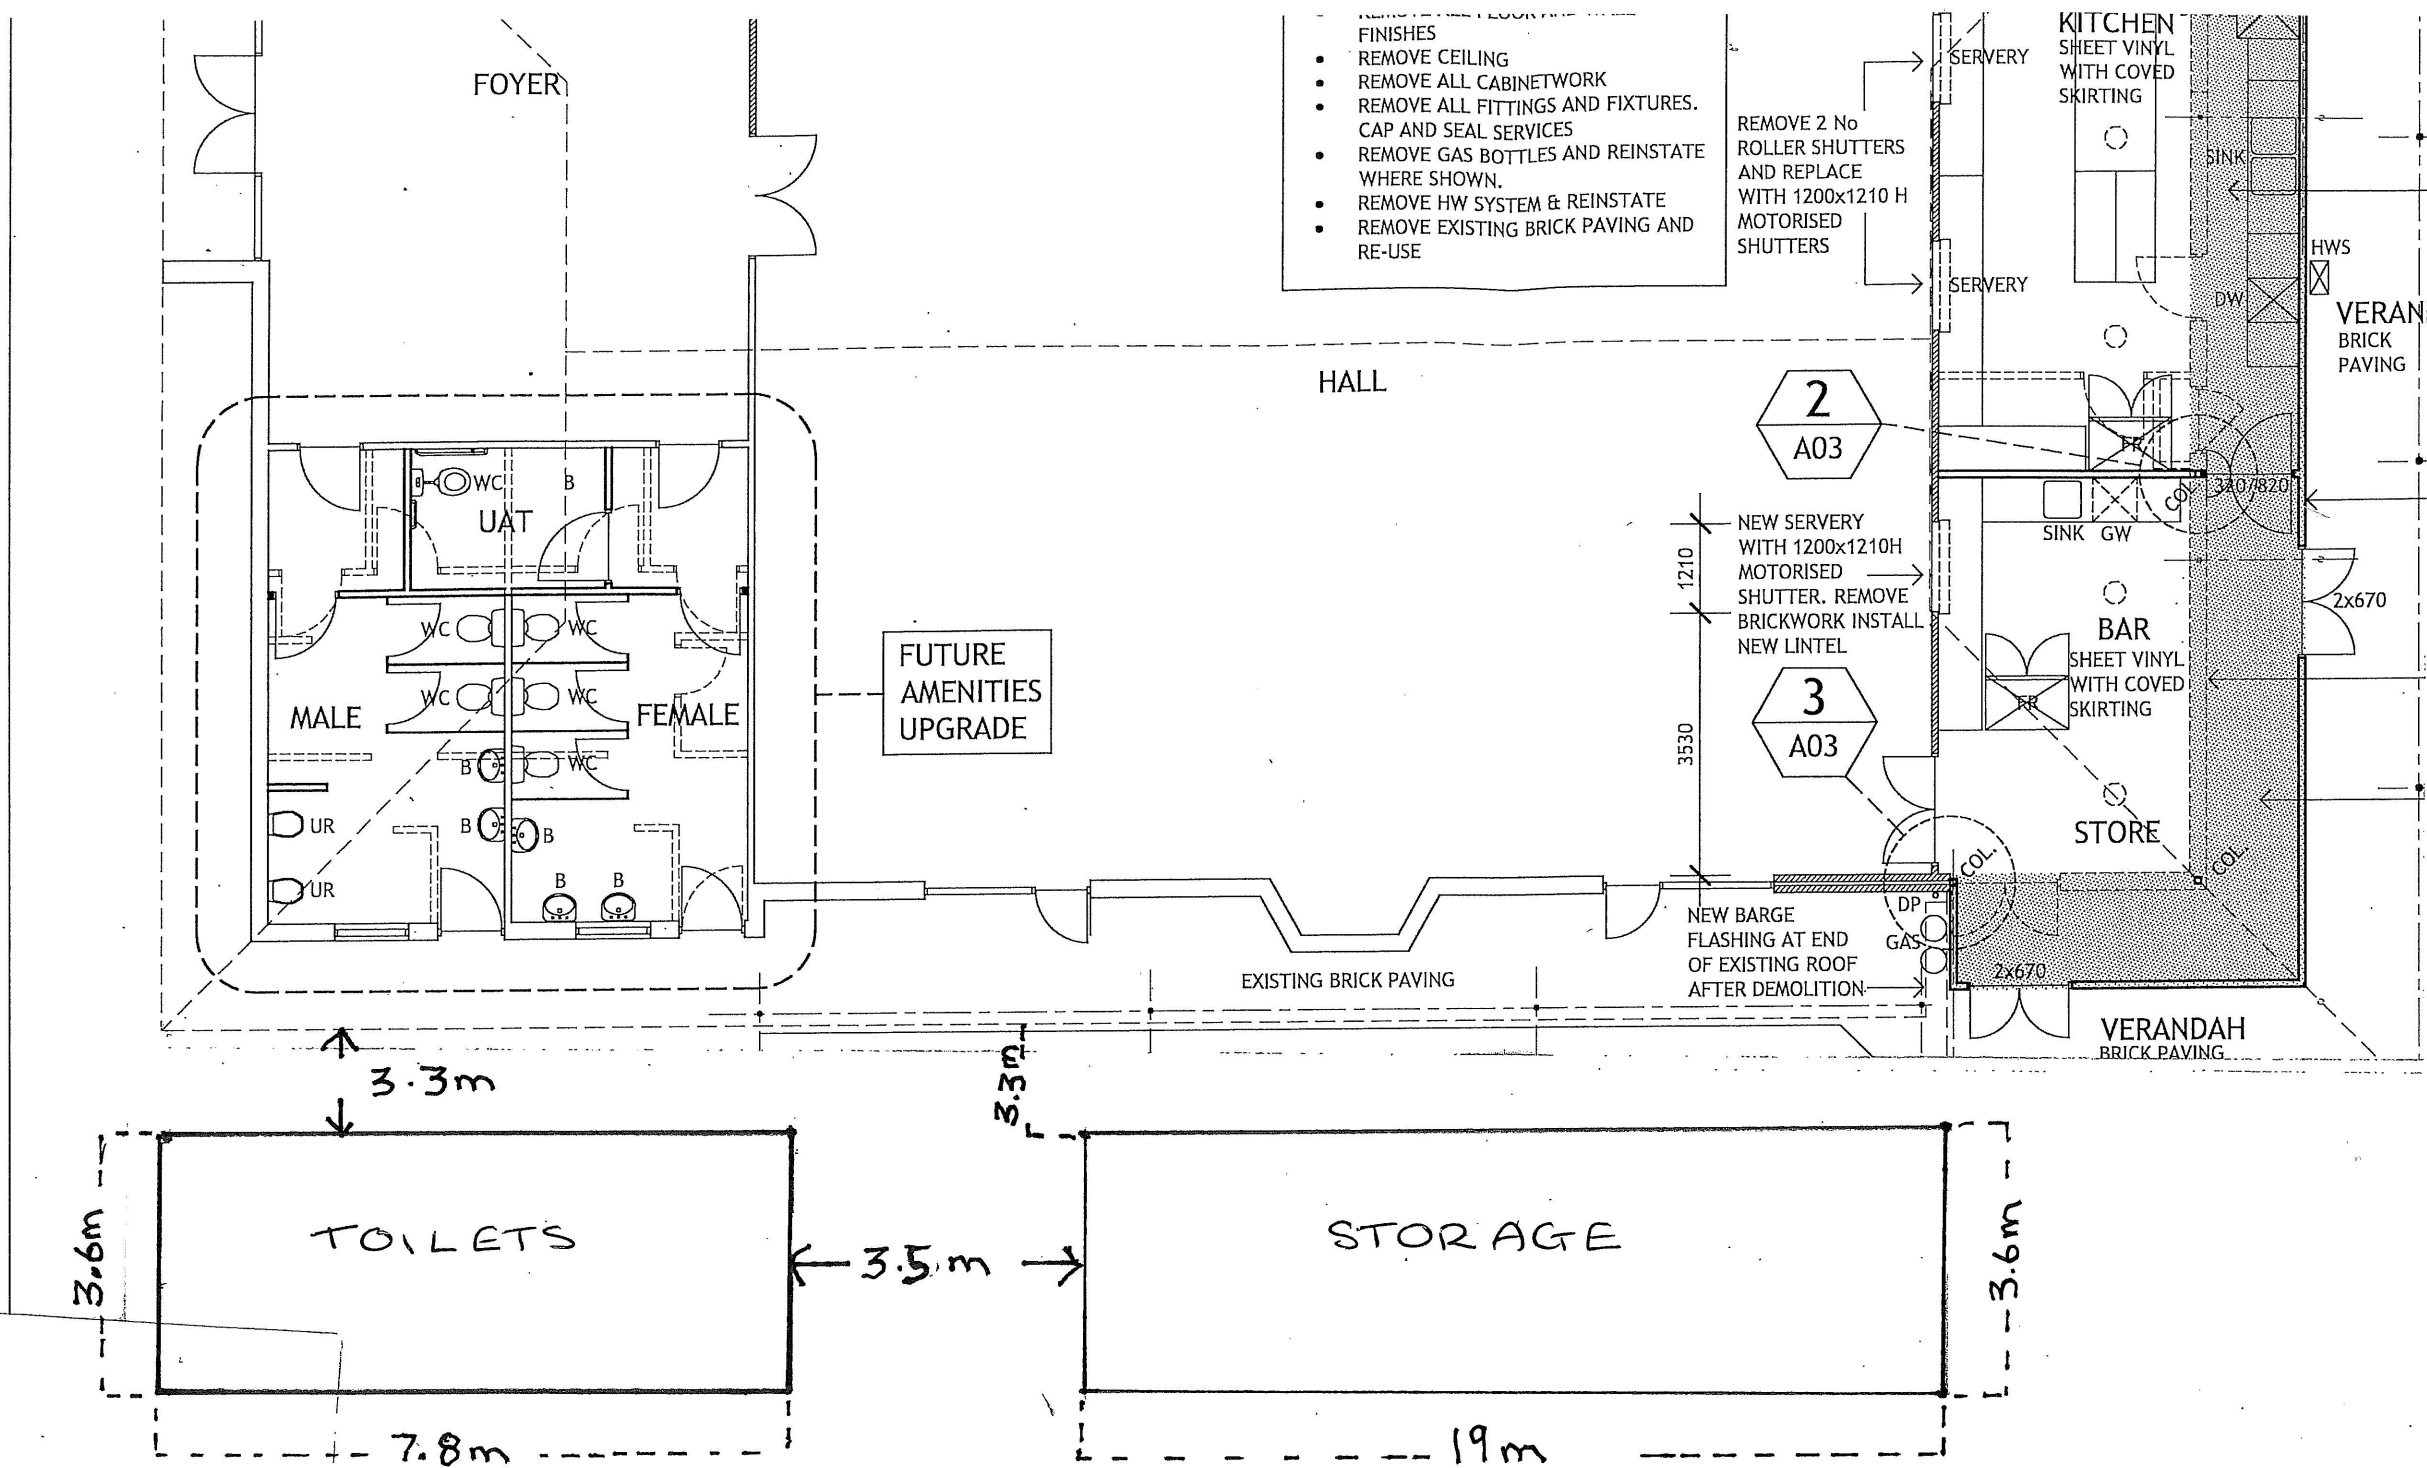 FOYER
FINISHES
• REMOVE CEILING
• REMOVE ALL CABINETWORK
• REMOVE ALL FITTINGS AND FIXTURES.
CAP AND SEAL SERVICES
• REMOVE GAS BOTTLES AND REINSTATE
WHERE SHOWN.
• REMOVE HW SYSTEM & REINSTATE
• REMOVE EXISTING BRICK PAVING AND
RE-USE
REMOVE 2 No
ROLLER SHUTTERS
AND REPLACE
WITH 1200x1210 H
MOTORISED
SHUTTERS
SERVERY
SERVERY
KITCHEN
SHEET VINYL
WITH COVED
SKIRTING
SINK
DW
HWS
VERAN
BRICK
PAVING
HALL
2
A03
FR
COL.
320/820
SINK GW
WC
B
UAT
NEW SERVERY
WITH 1200x1210H
MOTORISED
SHUTTER. REMOVE
BRICKWORK INSTALL
NEW LINTEL
1210
3530
2x670
BAR
SHEET VINYL
WITH COVED
SKIRTING
FR
3
A03
STORE
COL.
COL.
WC
WC
WC
WC
WC
MALE
FEMALE
B
B
B
B
B
UR
UR
FUTURE
AMENITIES
UPGRADE
DP
GAS
NEW BARGE
FLASHING AT END
OF EXISTING ROOF
AFTER DEMOLITION
EXISTING BRICK PAVING
2x670
VERANDAH
BRICK PAVING
3.3m
3.3m
3.6m
TOILETS
3.5m
STORAGE
3.6m
7.8m
19m